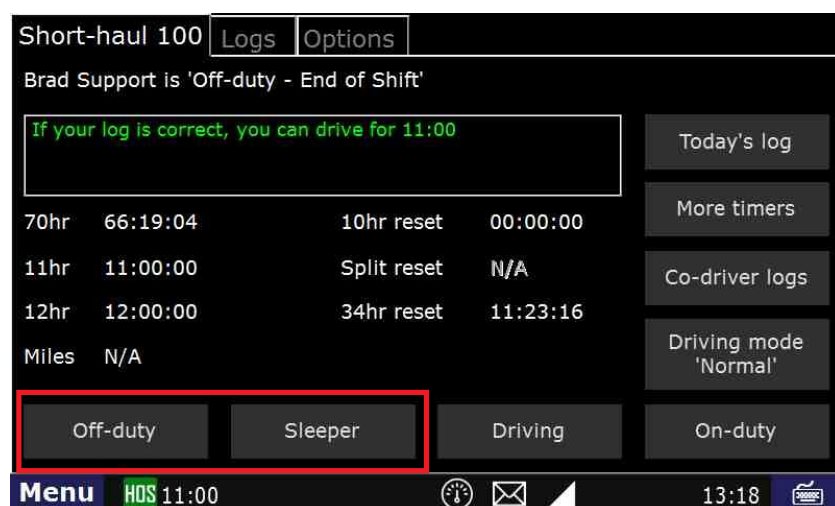 Short-haul 100 Logs Options
Brad Support is 'Off-duty - End of Shift'
If your log is correct, you can drive for 11:00
Today's log
More timers
70hr 66:19:04 10hr reset 00:00:00
11hr 11:00:00 Split reset N/A
Co-driver logs
12hr 12:00:00 34hr reset 11:23:16
Miles N/A
Driving mode
'Normal'
Off-duty Sleeper Driving On-duty
Menu HOS 11:00 13:18